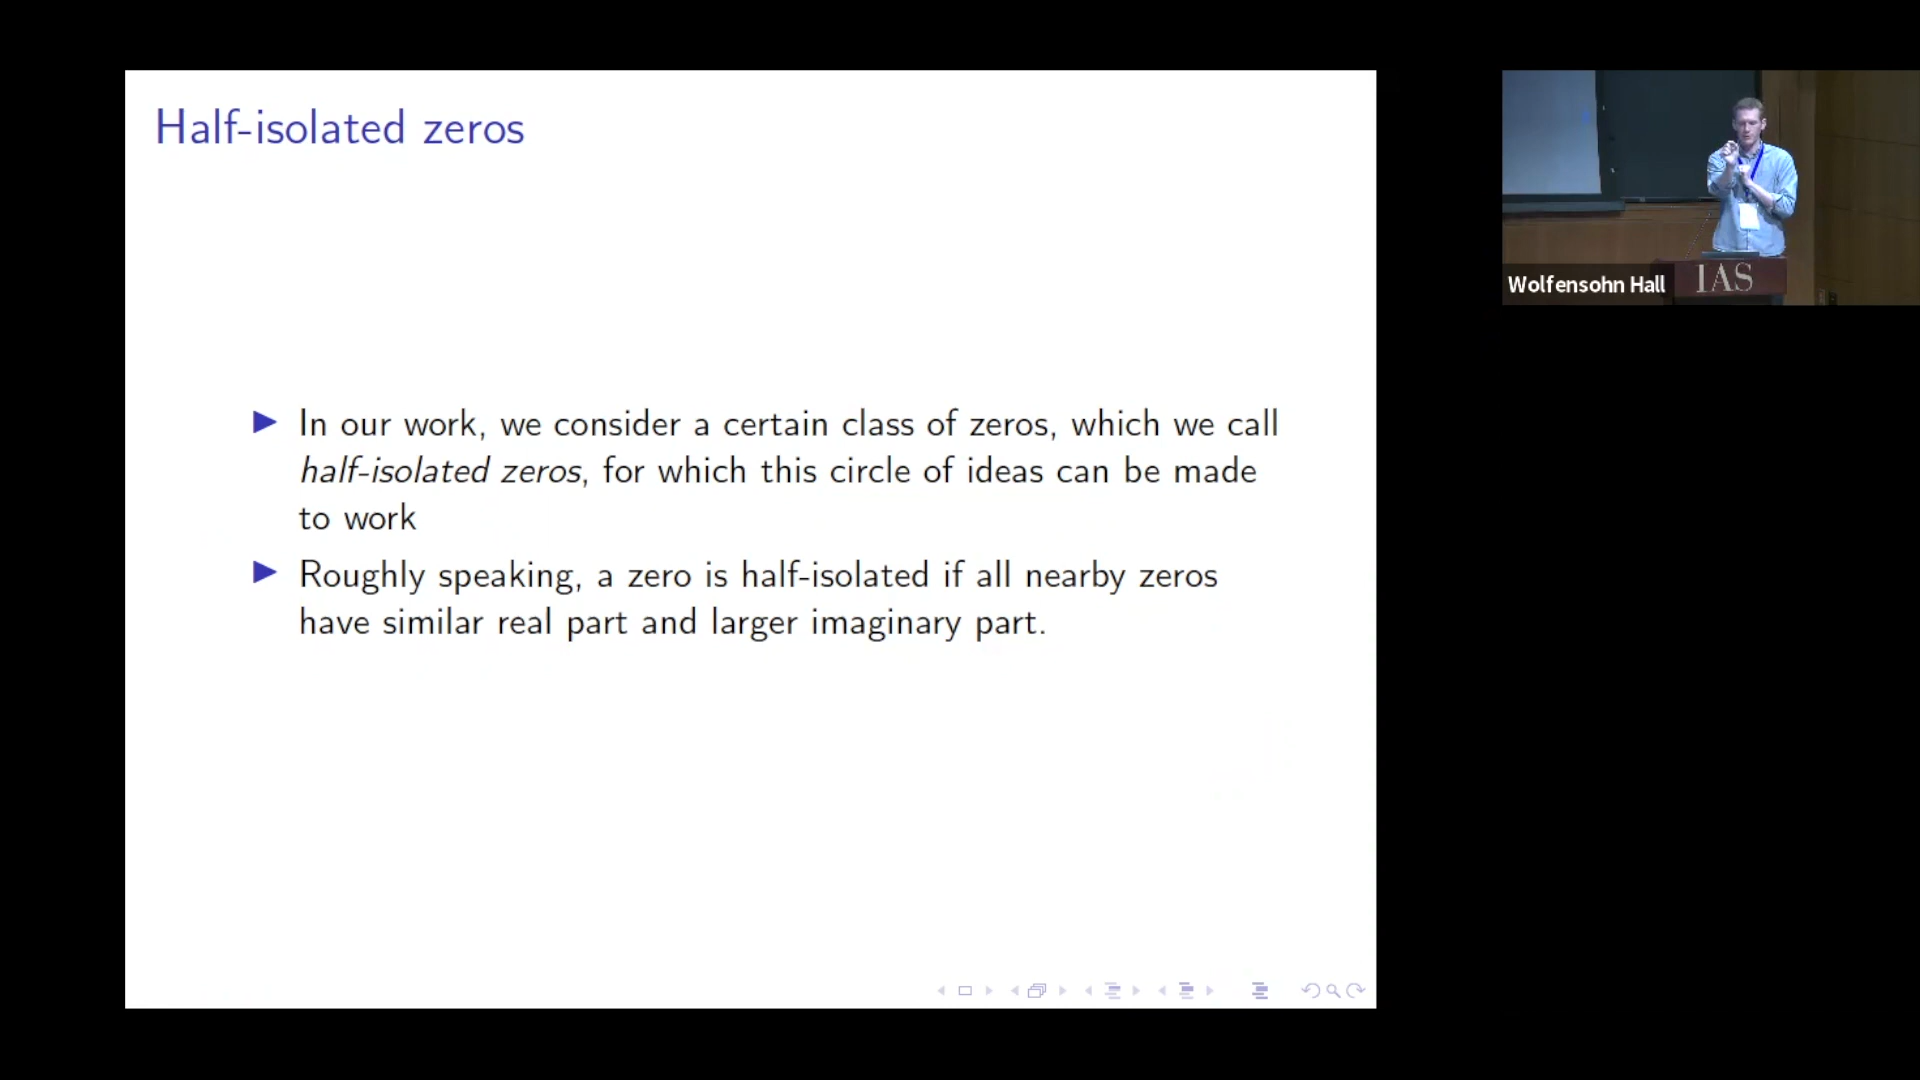 Half-isolated zeros
In our work, we consider a certain class of zeros, which we call
half-isolated zeros, for which this circle of ideas can be made
to work
Roughly speaking, a zero is half-isolated if all nearby zeros
have similar real part and larger imaginary part.
Wolfensohn Hall
IAS